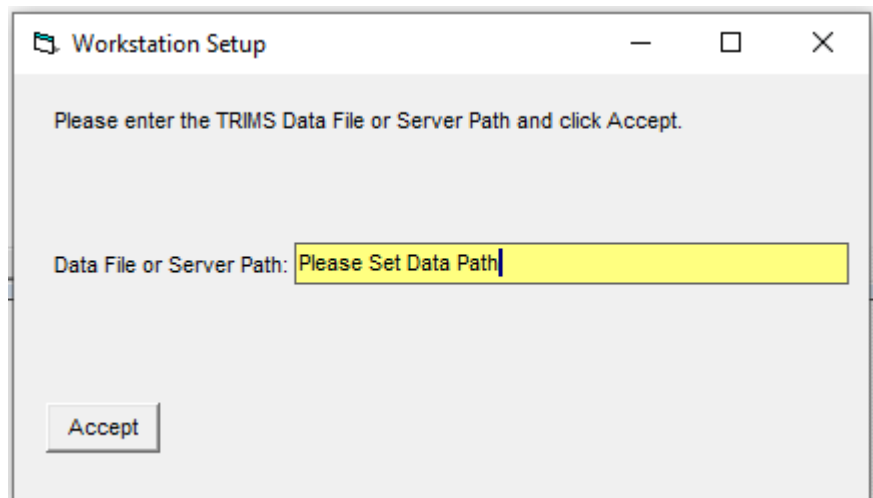 Workstation Setup
Please enter the TRIMS Data File or Server Path and click Accept.
Data File or Server Path: Please Set Data Path
Accept